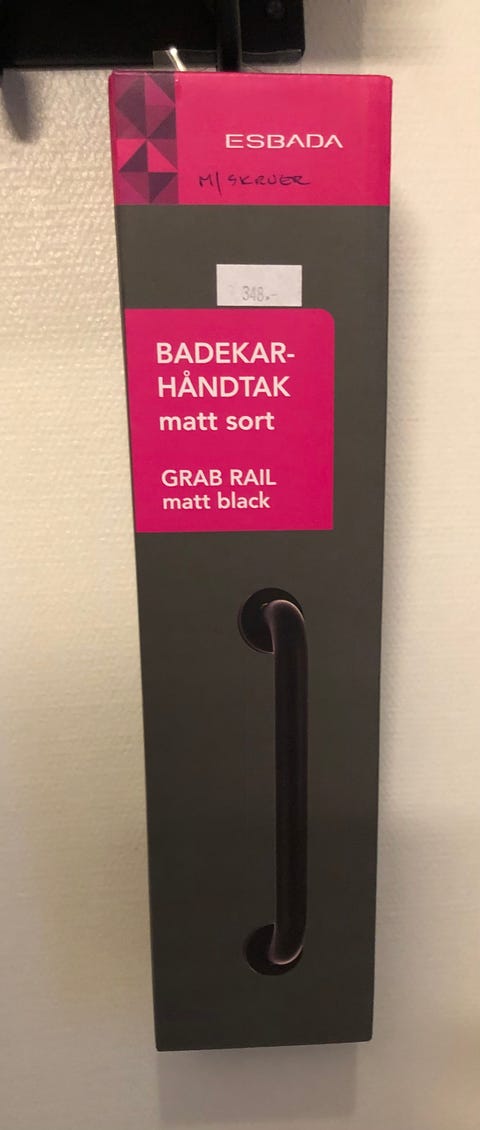 ESBADA
M/ SKRUER
348.-
BADEKAR-
HÅNDTAK
matt sort
GRAB RAIL
matt black